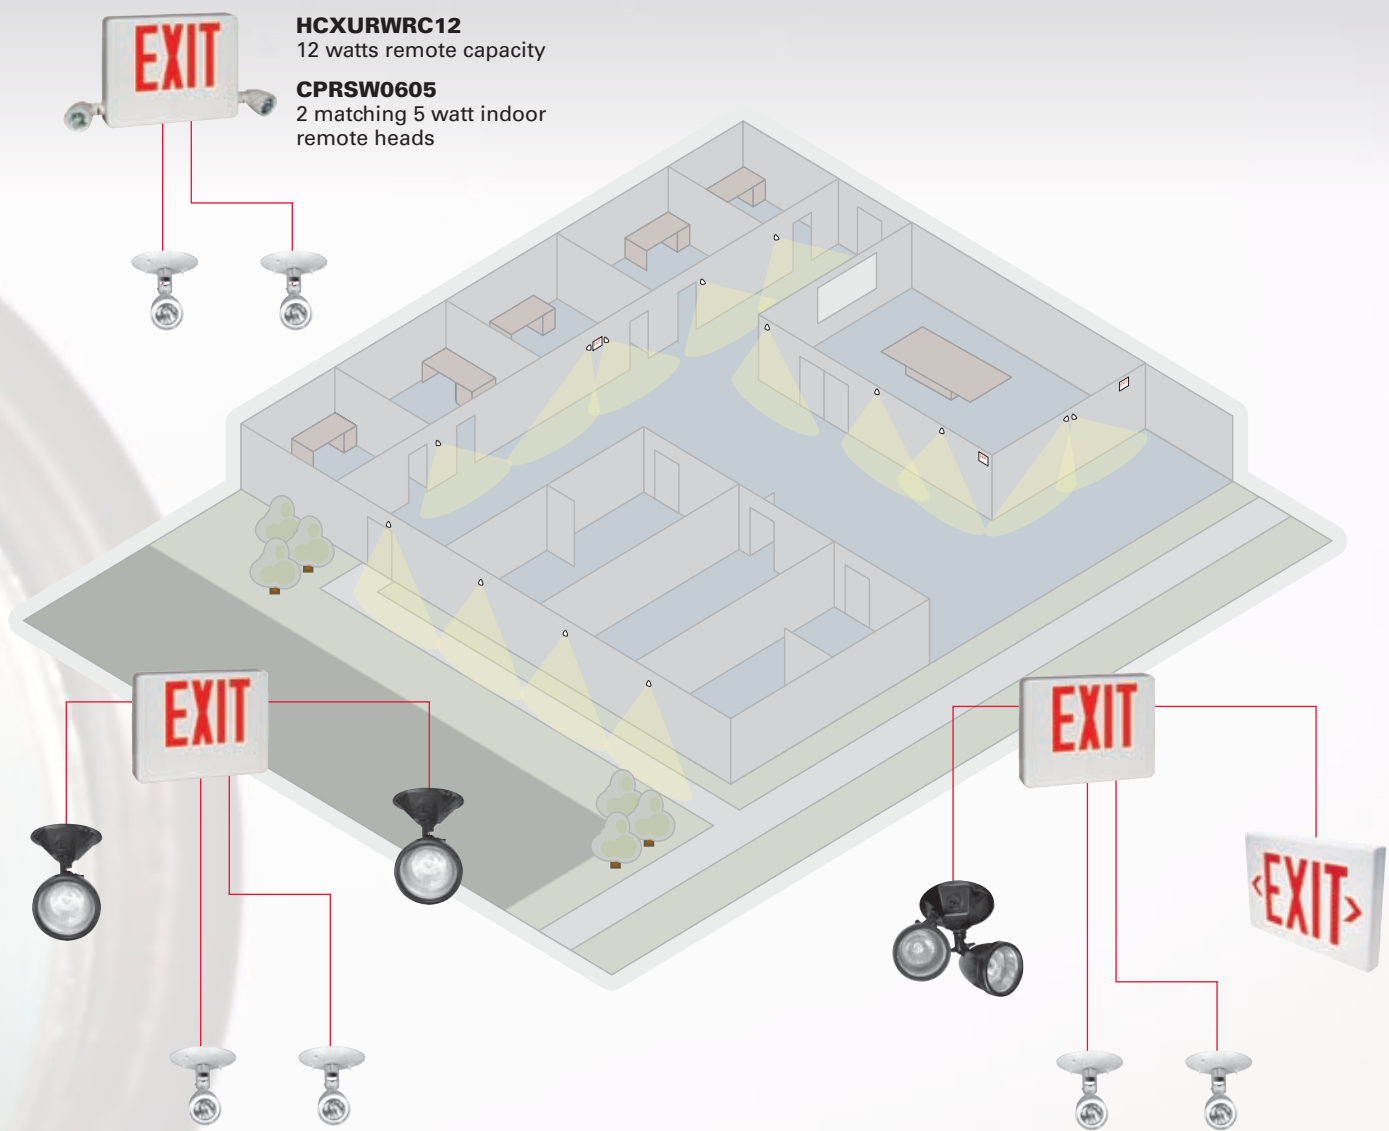 EXIT
HCXURWRC12
12 watts remote capacity
CPRSW0605
2 matching 5 watt indoor
remote heads
EXIT
EXIT
<EXIT>